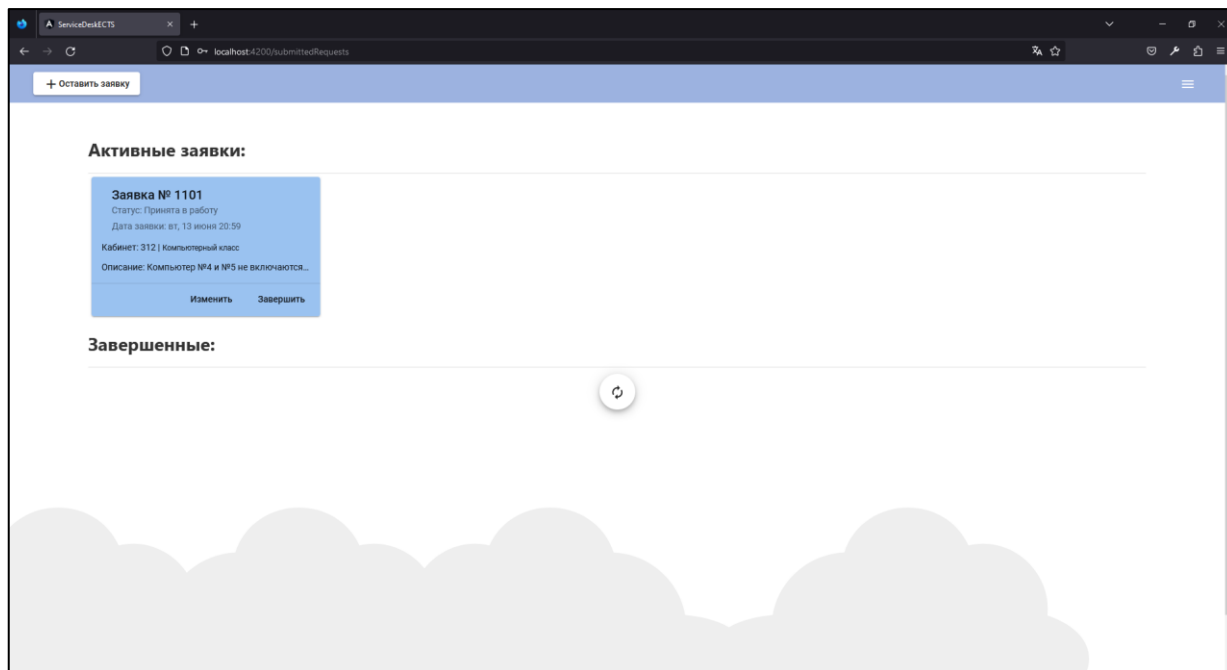 ServiceDeskECTS
localhost:4200/submittedRequests
Оставить заявку
Активные заявки:
Заявка № 1101
Статус: Принята в работу
Дата заявки: вт, 13 июня 20:59
Кабинет: 312 | Компьютерный класс
Описание: Компьютер №4 и №5 не включаются...
Изменить Завершить
Завершенные: